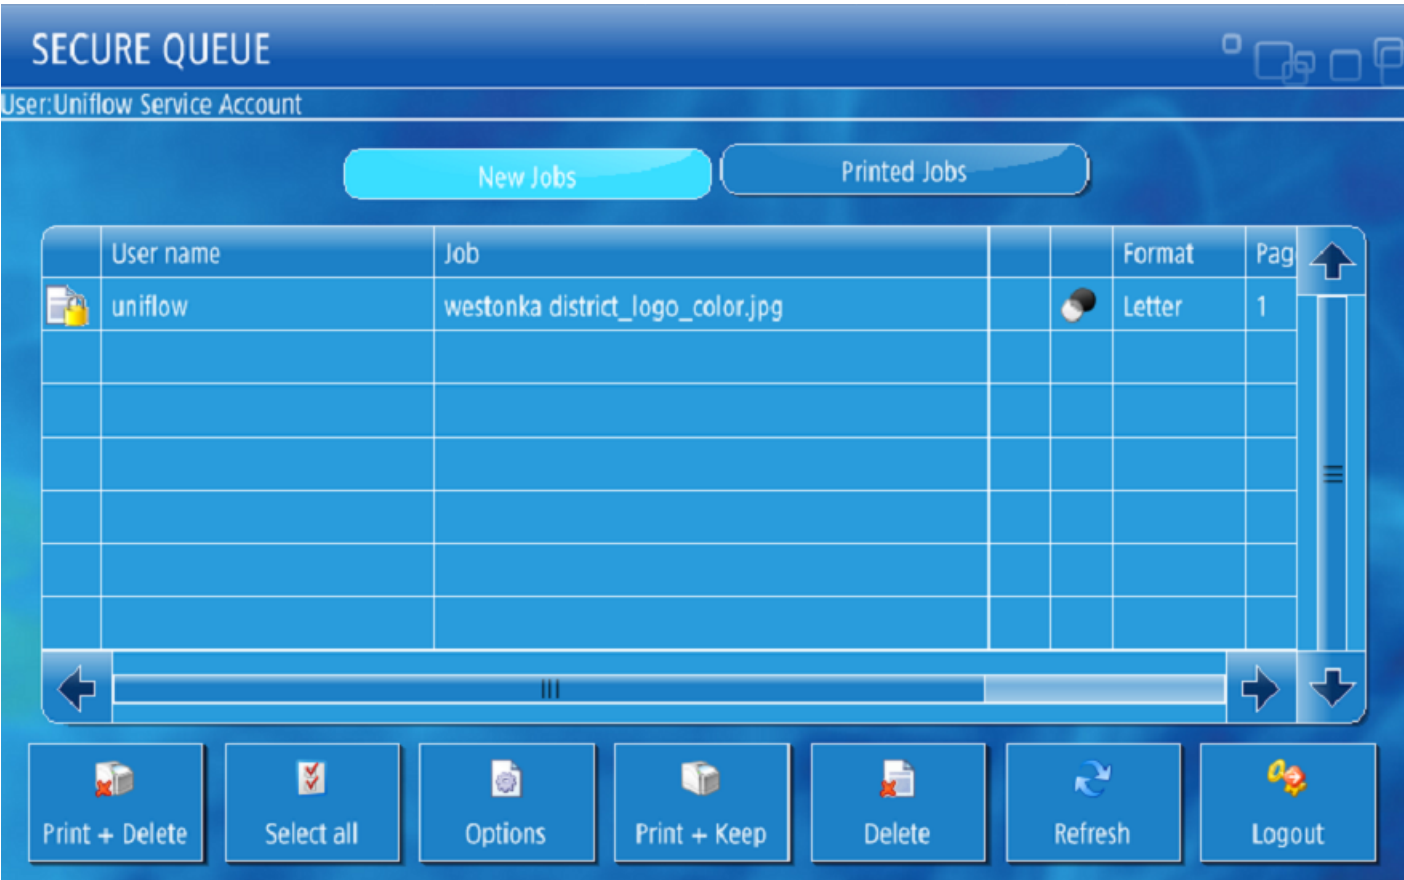 SECURE QUEUE
User:Uniflow Service Account
New Jobs Printed Jobs
User name Job Format Pag
uniflow westonka district_logo_color.jpg Letter 1
Print + Delete Select all Options Print + Keep Delete Refresh Logout